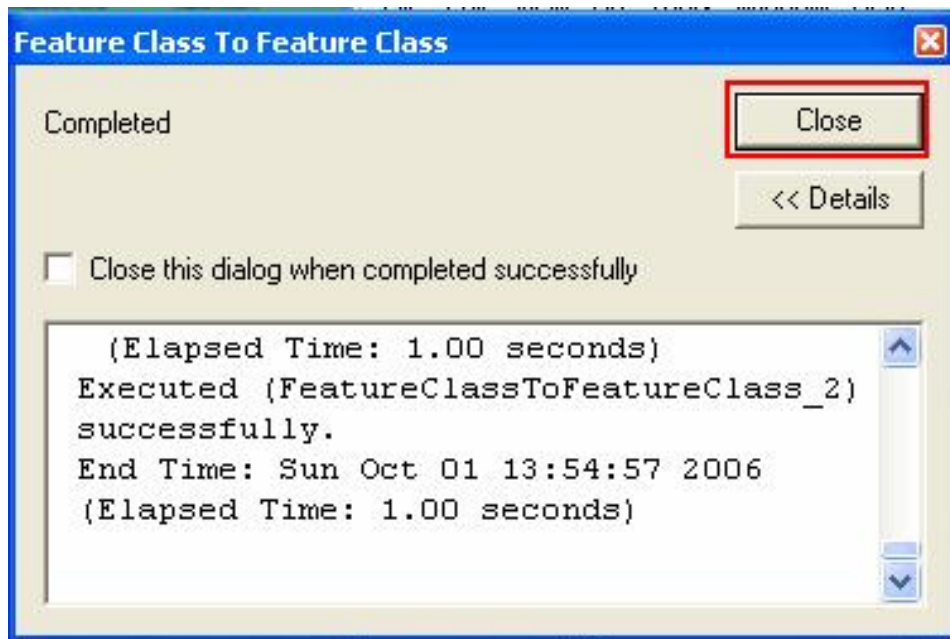 Feature Class To Feature Class
Completed
Close
<< Details
Close this dialog when completed successfully
(Elapsed Time: 1.00 seconds)
Executed (FeatureClassToFeatureClass_2)
successfully.
End Time: Sun Oct 01 13:54:57 2006
(Elapsed Time: 1.00 seconds)